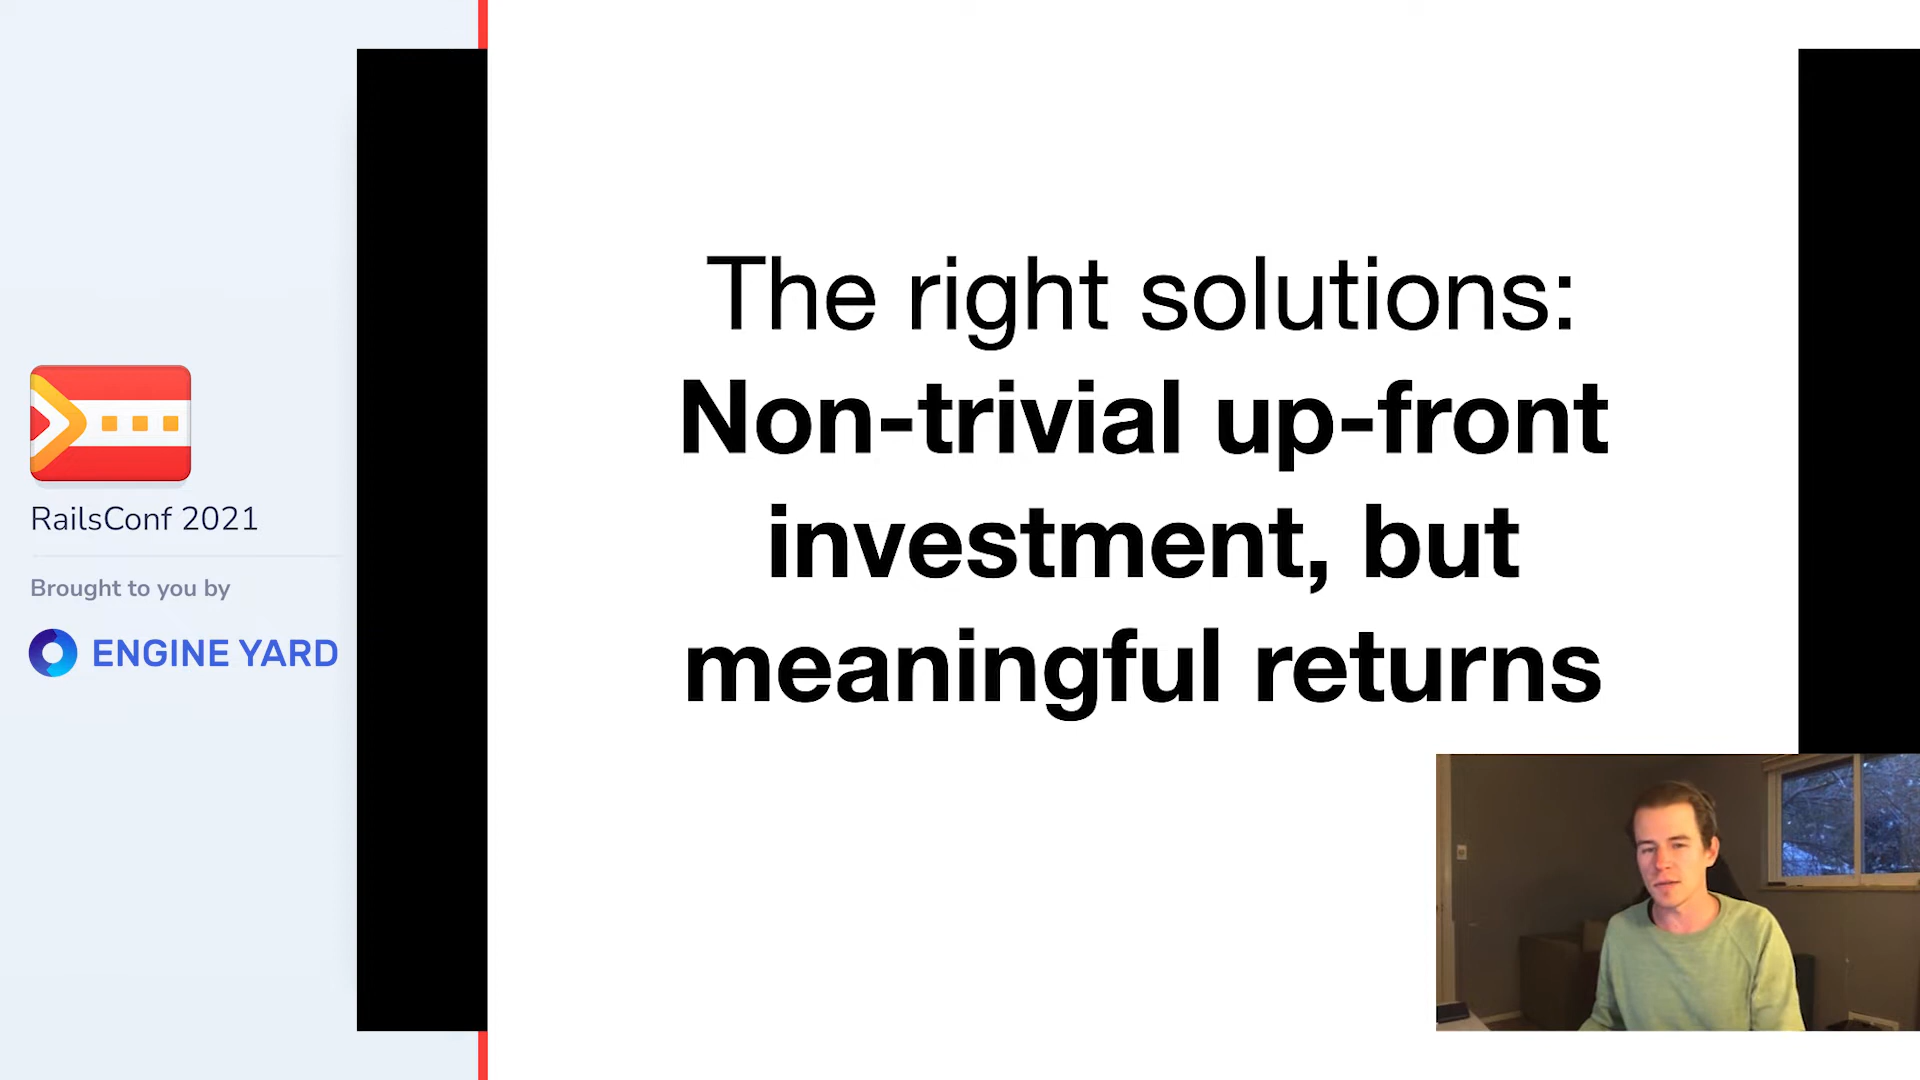 RailsConf 2021
Brought to you by
ENGINE YARD
The right solutions:
Non-trivial up-front
investment, but
meaningful returns